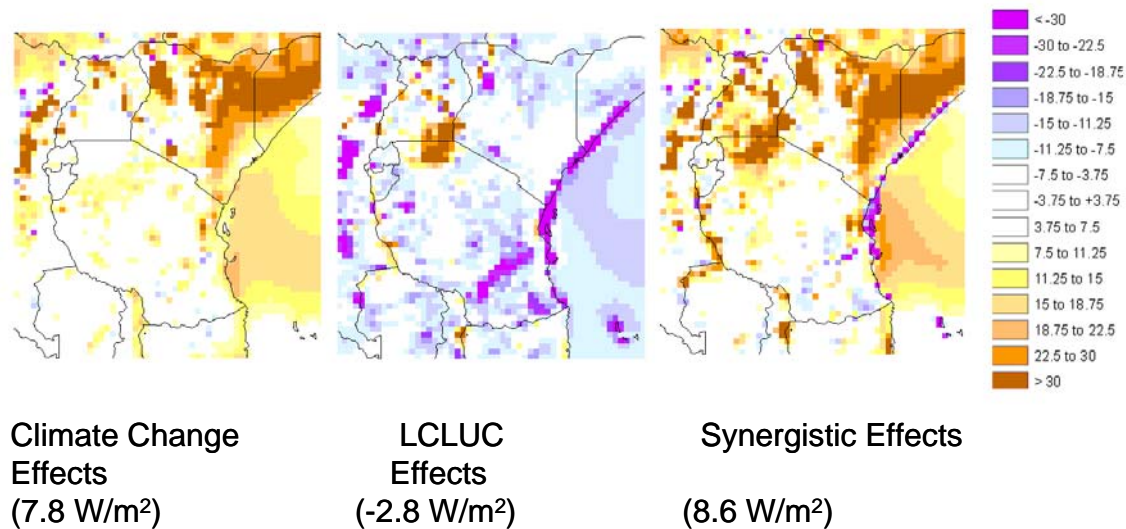 < -30
-30 to -22.5
-22.5 to -18.75
-18.75 to -15
-15 to -11.25
-11.25 to -7.5
-7.5 to -3.75
-3.75 to +3.75
3.75 to 7.5
7.5 to 11.25
11.25 to 15
15 to 18.75
18.75 to 22.5
22.5 to 30
> 30
Climate Change
Effects
(7.8 W/m²)
LCLUC
Effects
(-2.8 W/m²)
Synergistic Effects
(8.6 W/m²)